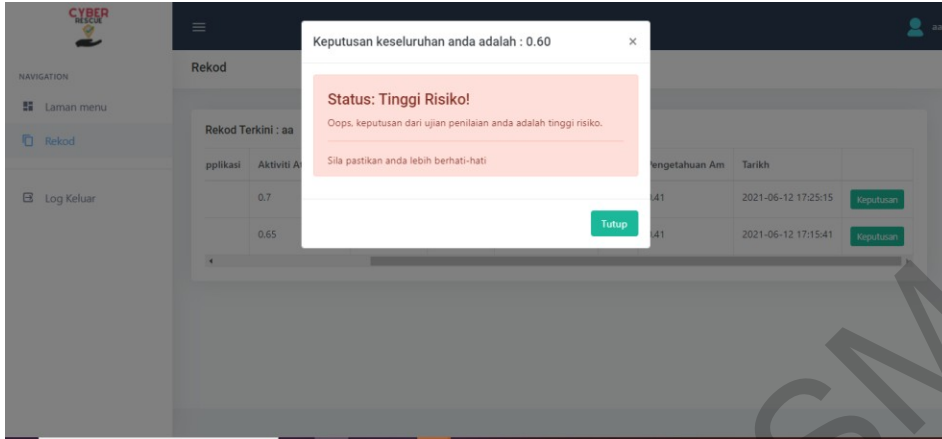 CYBER
RESCUE
aa
NAVIGATION
Laman menu
Rekod
Log Keluar
Rekod
Keputusan keseluruhan anda adalah : 0.60
×
Status: Tinggi Risiko!
Oops, keputusan dari ujian penilaian anda adalah tinggi risiko.
Sila pastikan anda lebih berhati-hati
Tutup
Rekod Terkini : aa
pplikasi Aktiviti Pengetahuan Am Tarikh
0.7 2021-06-12 17:25:15 Keputusan
0.65 2021-06-12 17:15:41 Keputusan
SM